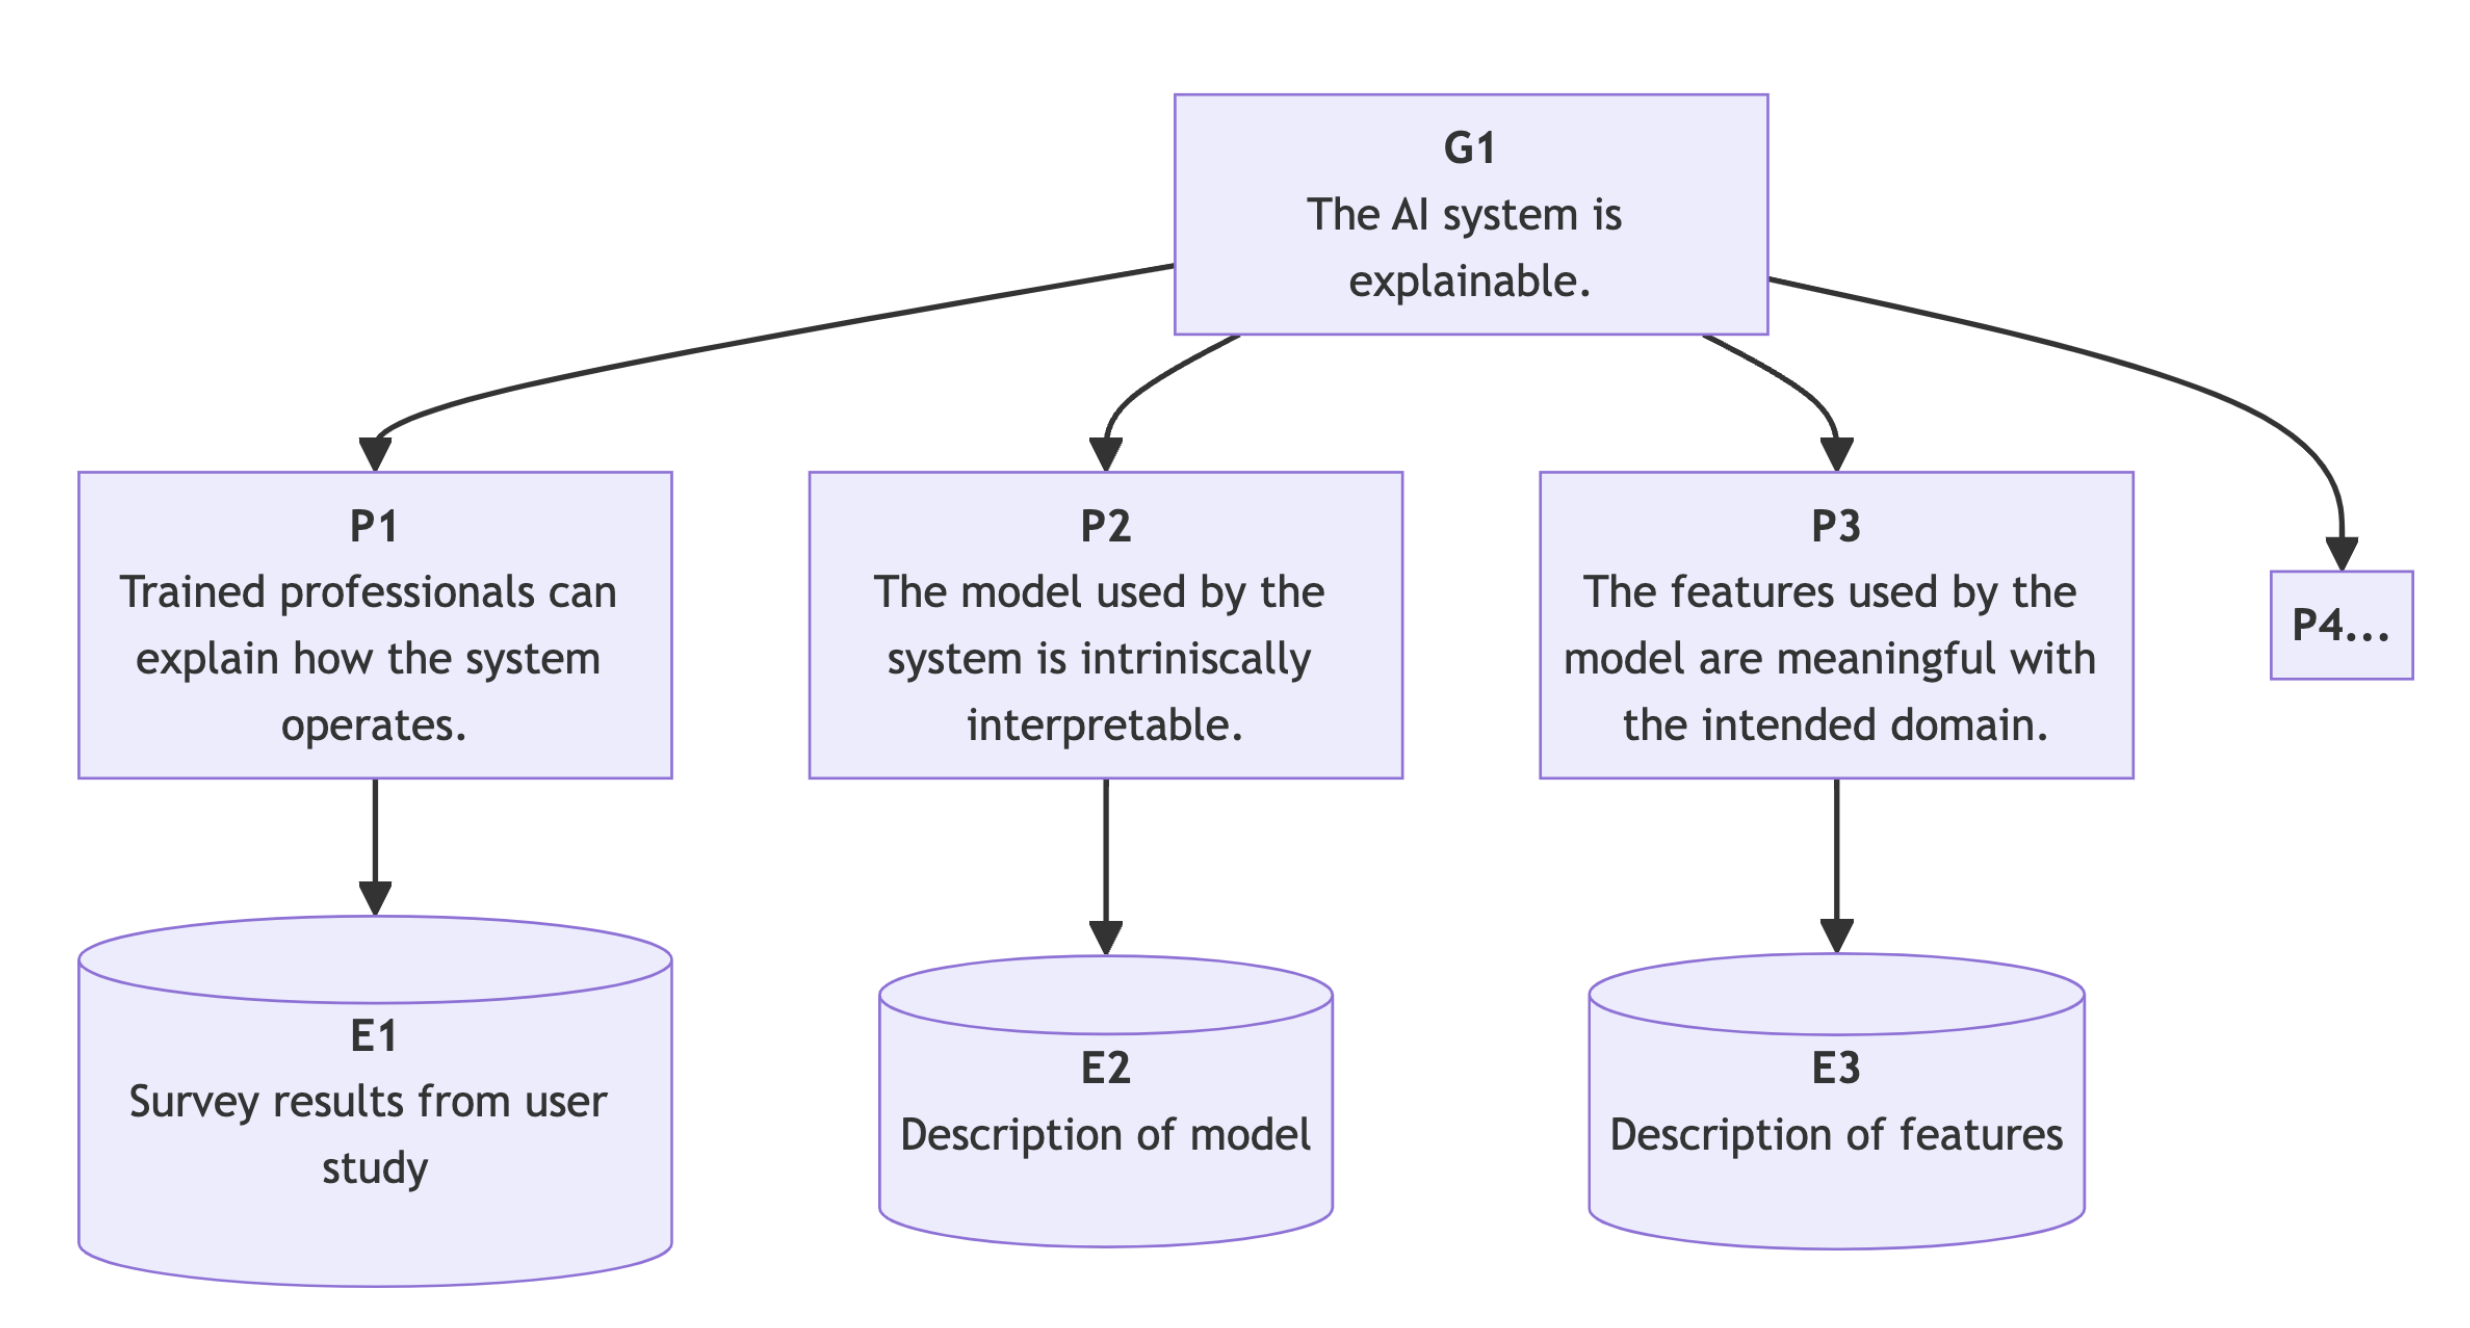 G1
The AI system is
explainable.
P1
Trained professionals can
explain how the system
operates.
P2
The model used by the
system is intriniscally
interpretable.
P3
The features used by the
model are meaningful with
the intended domain.
P4...
E1
Survey results from user
study
E2
Description of model
E3
Description of features